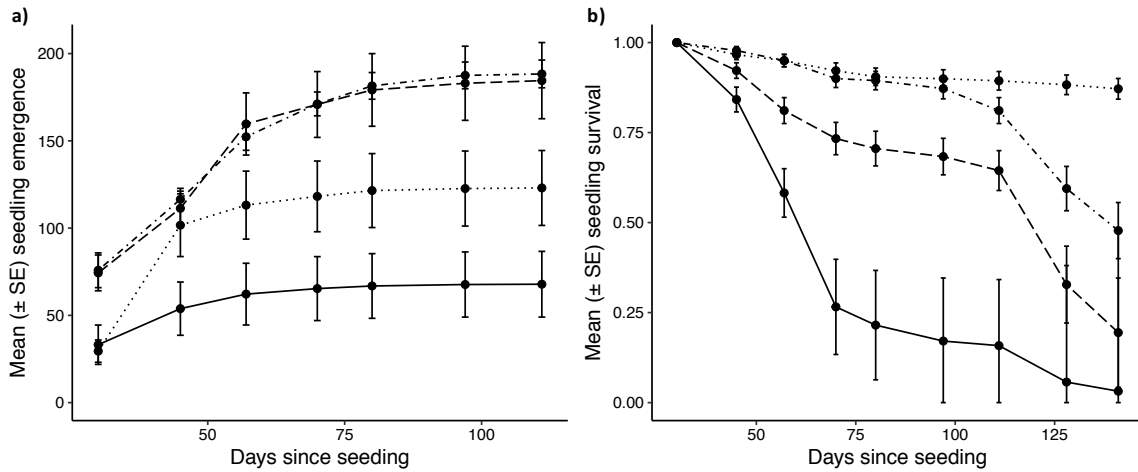 a)
Mean (± SE) seedling emergence
200
150
100
50
0
50 75 100
Days since seeding
b)
Mean (± SE) seedling survival
1.00
0.75
0.50
0.25
0.00
50 75 100 125
Days since seeding